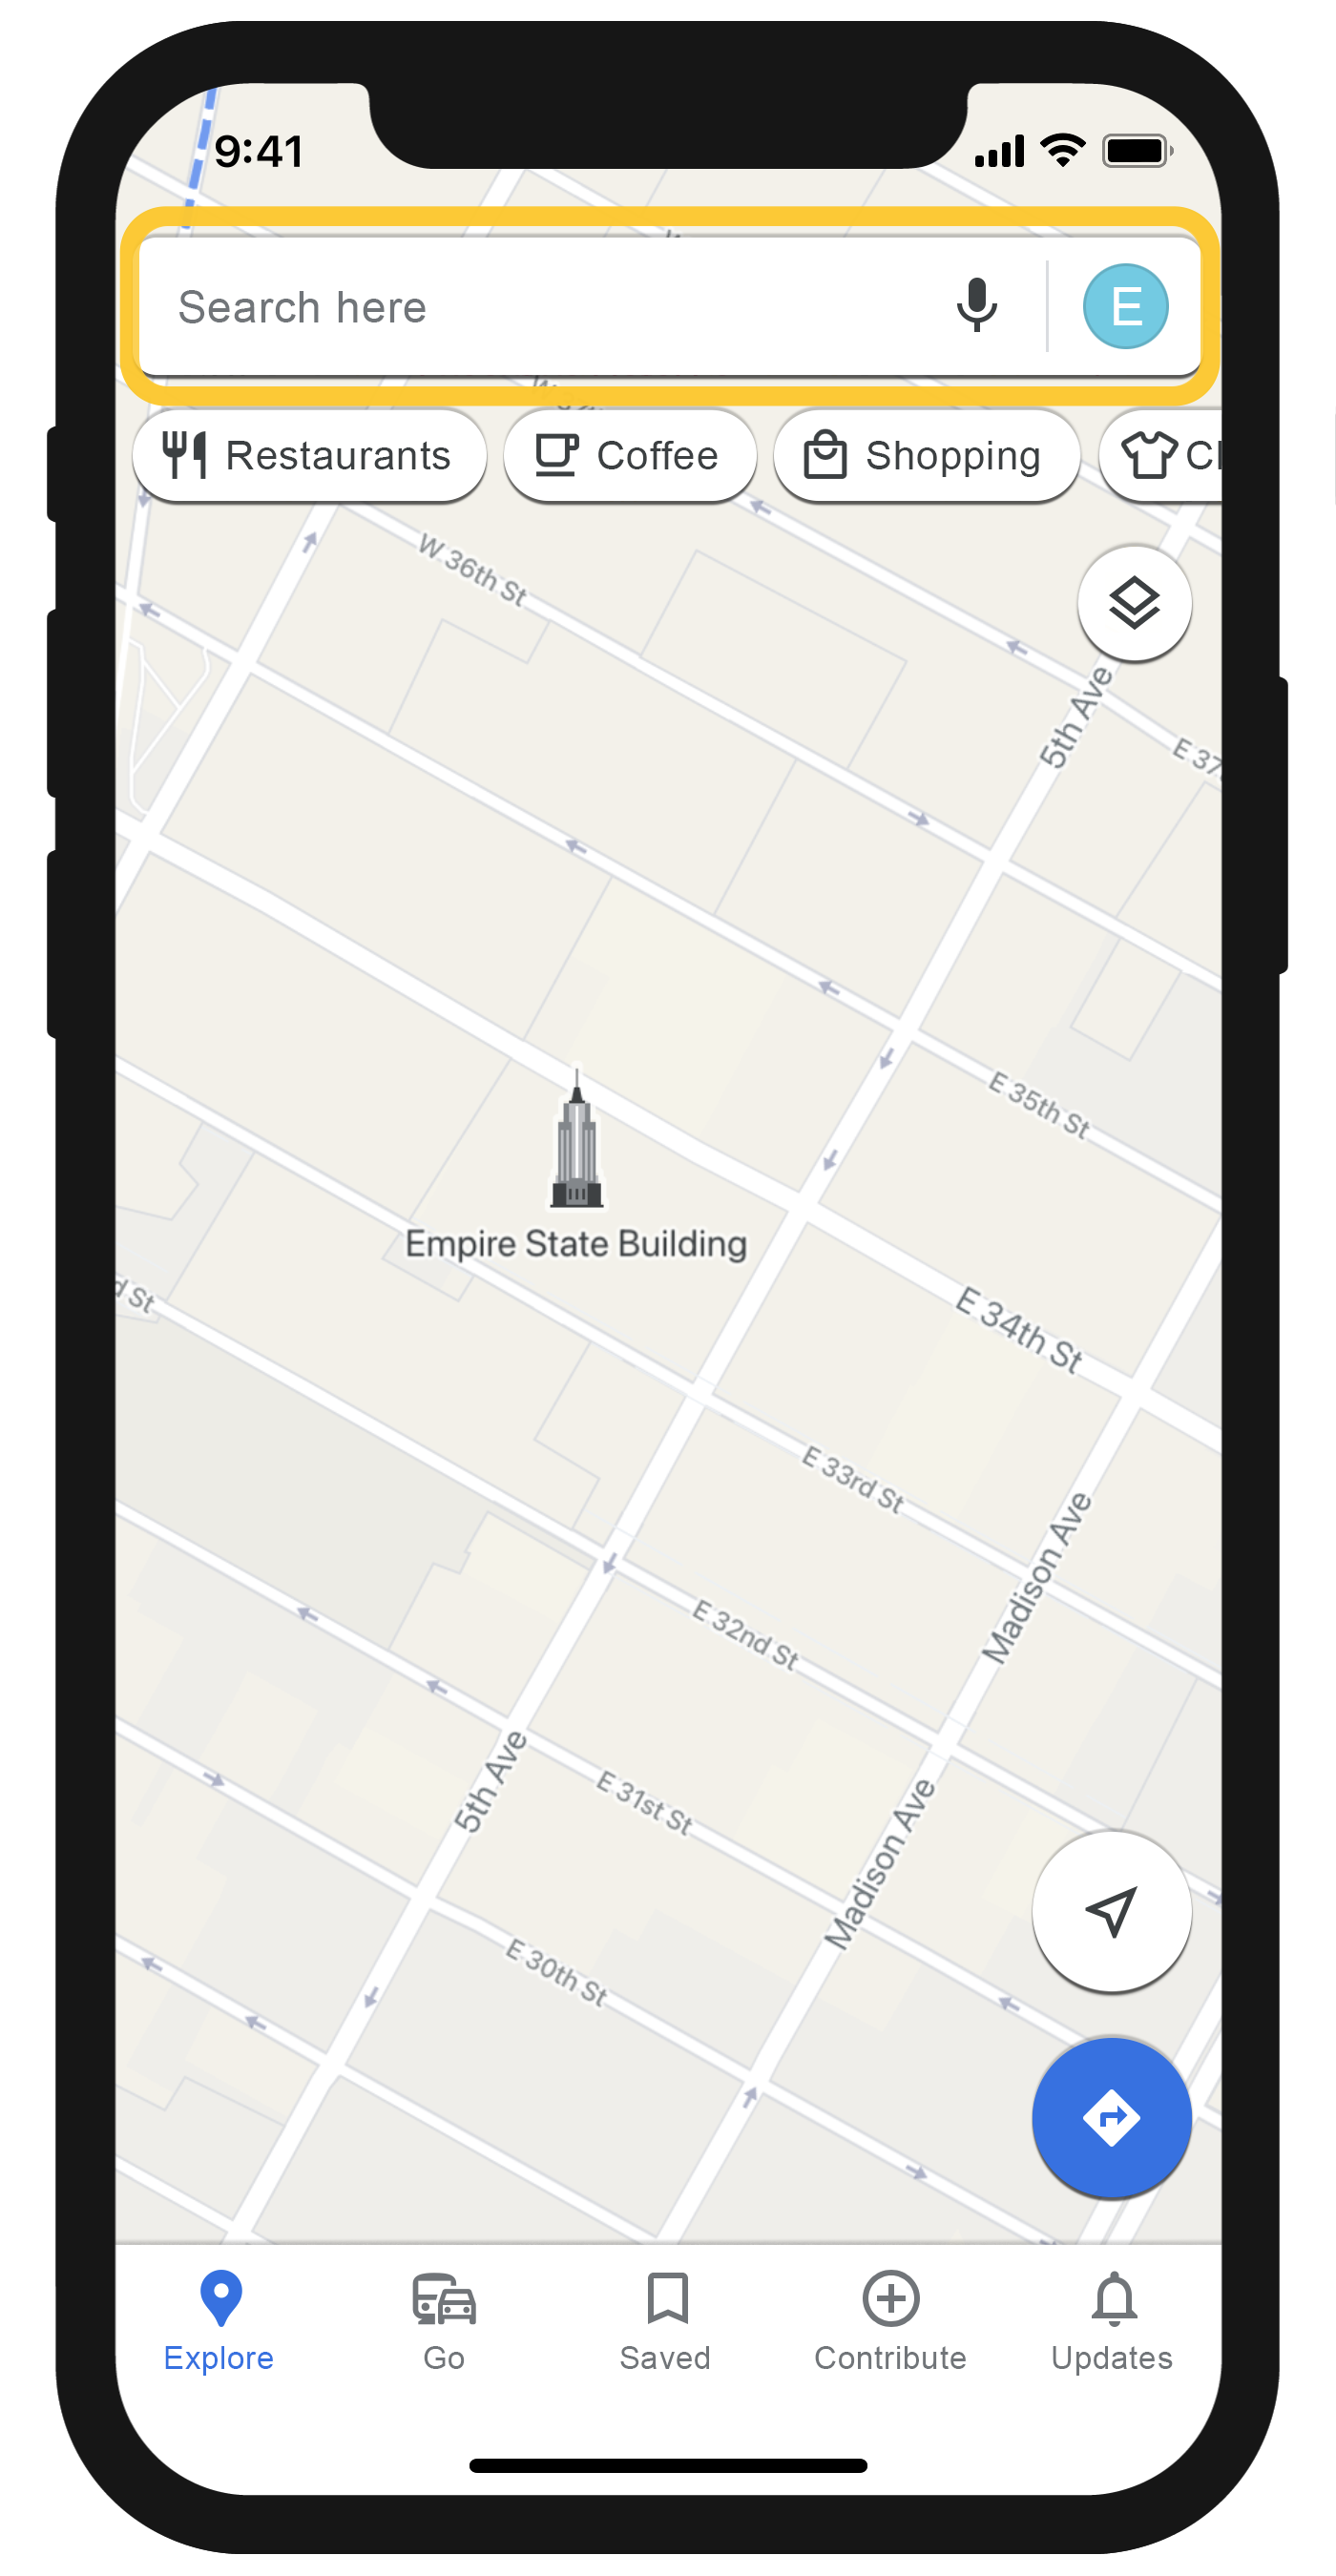 9:41
Search here
E
Restaurants
Coffee
Shopping
W 36th St
5th Ave
E 35th St
Empire State Building
d St
E 34th St
E 33rd St
Madison Ave
E 32nd St
5th Ave
E 31st St
Madison Ave
E 30th St
Explore
Go
Saved
Contribute
Updates